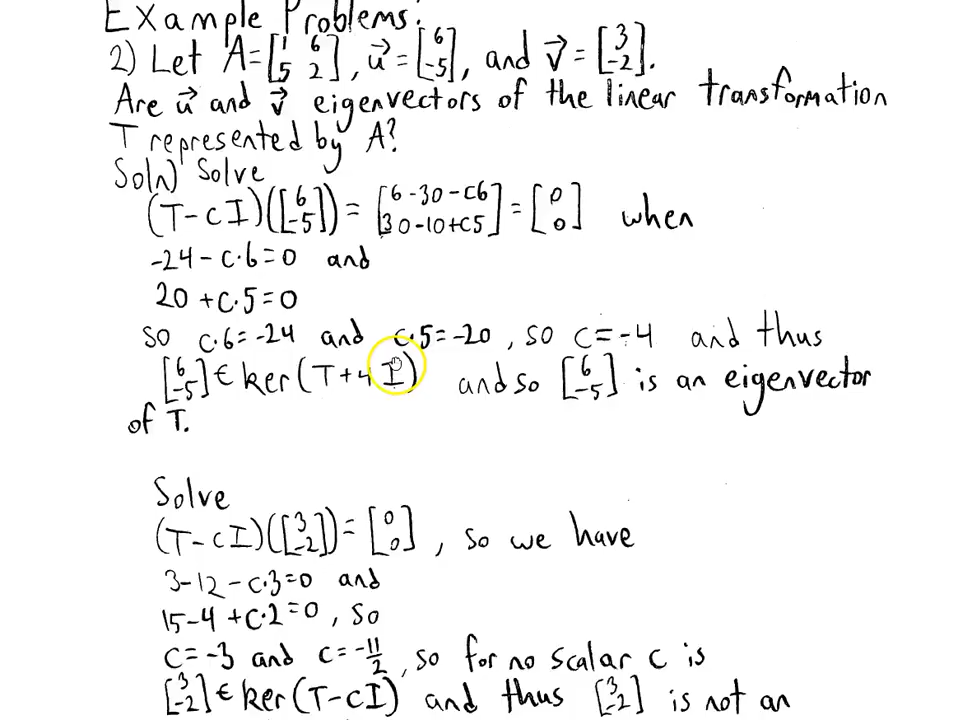 Example Problems:
2) Let A=[1 6 5 2], u⃗=[6 -5], and v⃗=[3 -2].
Are u⃗ and v⃗ eigenvectors of the linear transformation
T represented by A?
Soln) Solve
(T-cI)([6 -5])=[6-30-c6 30-10+c5]=[0 0] when
-24-c·6=0 and
20+c·5=0
so c·6=-24 and c·5=-20, so c=-4 and thus
[6 -5]∈ker(T+4I) and so [6 -5] is an eigenvector
of T.
Solve
(T-cI)([3 -2])=[0 0], so we have
3-12-c·3=0 and
15-4+c·2=0, so
c=-3 and c=-11/2, so for no scalar c is
[3 -2]∈ker(T-cI) and thus [3 -2] is not an